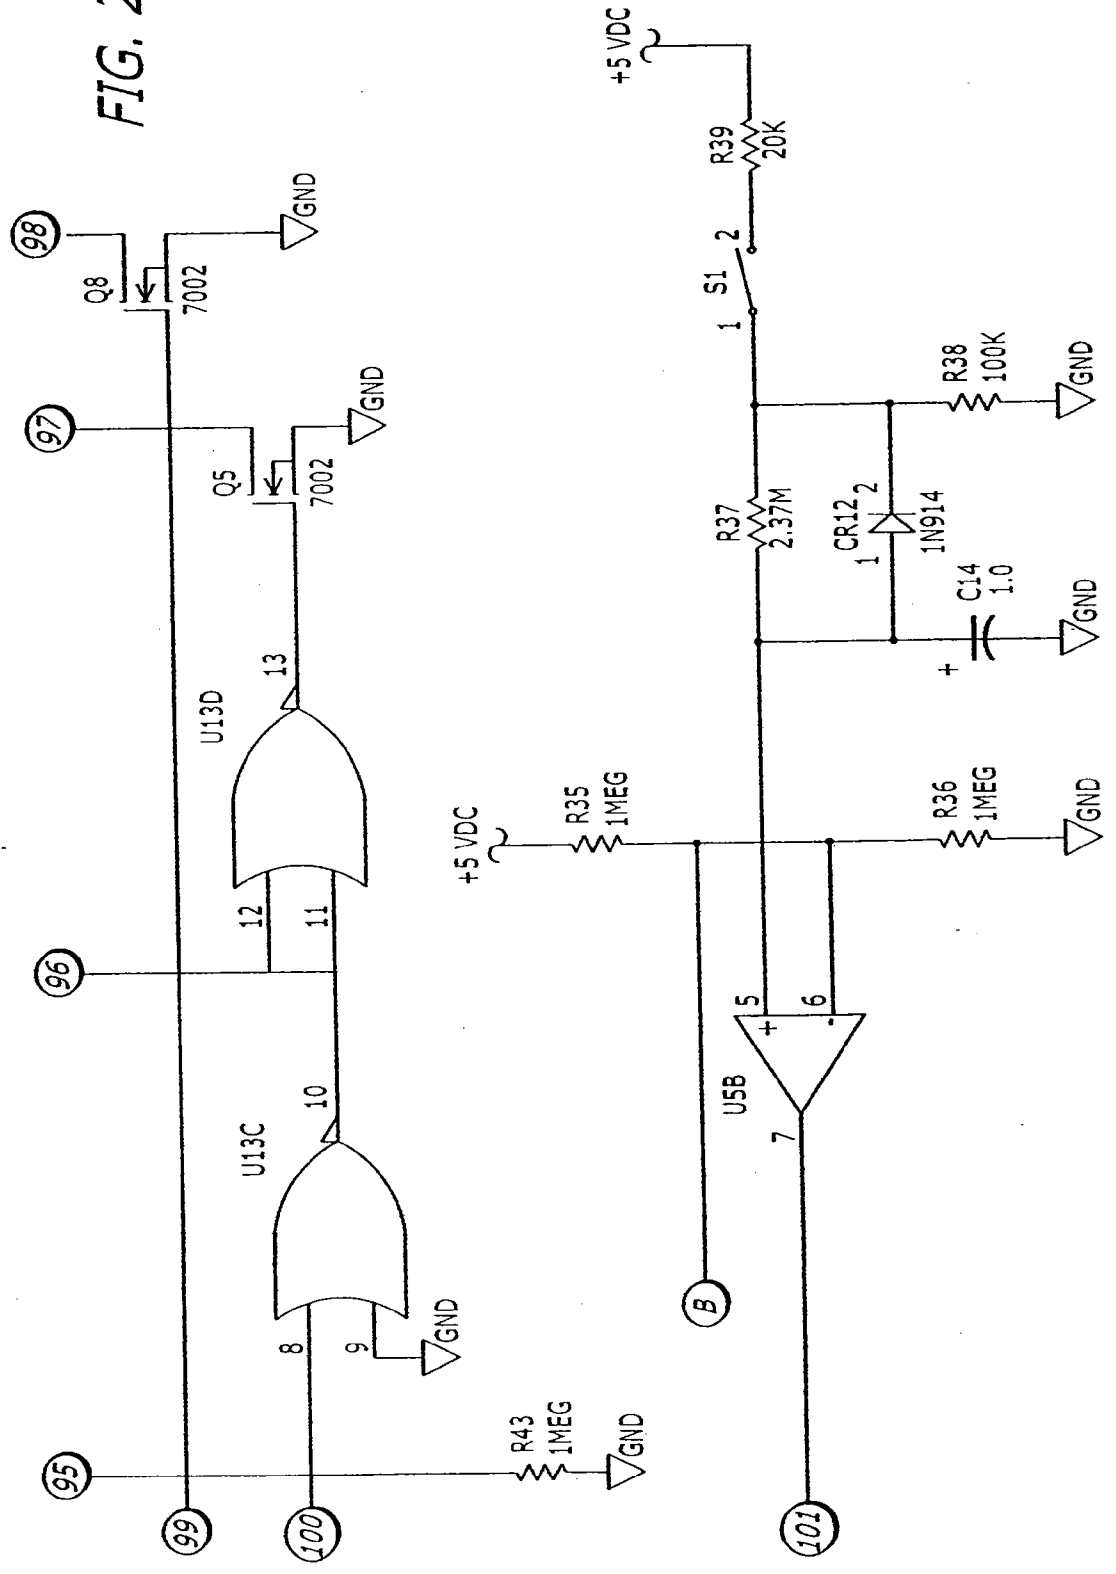 FIG. 2
98
Q8
7002
GND
97
Q5
7002
GND
U13D
13
12
11
96
U13C
10
8
9
GND
95
99
100
R43
1MEG
GND
+5 VDC
R39
20K
S1
1
2
R38
100K
GND
R37
2.37M
CR12
1
2
1N914
C14
1.0
+
GND
+5 VDC
R35
1MEG
R36
1MEG
GND
U5B
5
+
6
-
7
B
101